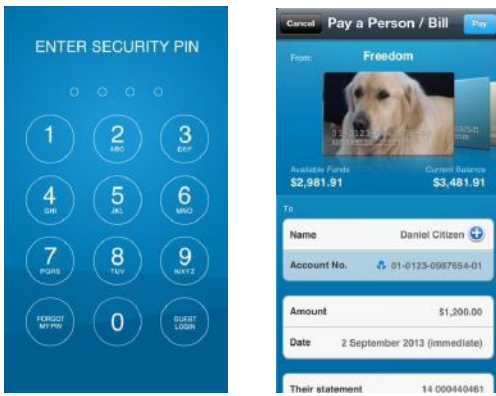 ENTER SECURITY PIN
1
2
ABC
3
DEF
4
GHI
5
JKL
6
MNO
7
PQRS
8
TUV
9
WXYZ
FORGOT
MY PIN
0
GUEST
LOGIN
Cancel Pay a Person / Bill Pay
From: Freedom
01-0123-
Available Funds Current Balance
$2,981.91 $3,481.91
To
Name Daniel Citizen
Account No. 01-0123-0987654-01
Amount $1,200.00
Date 2 September 2013 (immediate)
Their statement 14 000440461